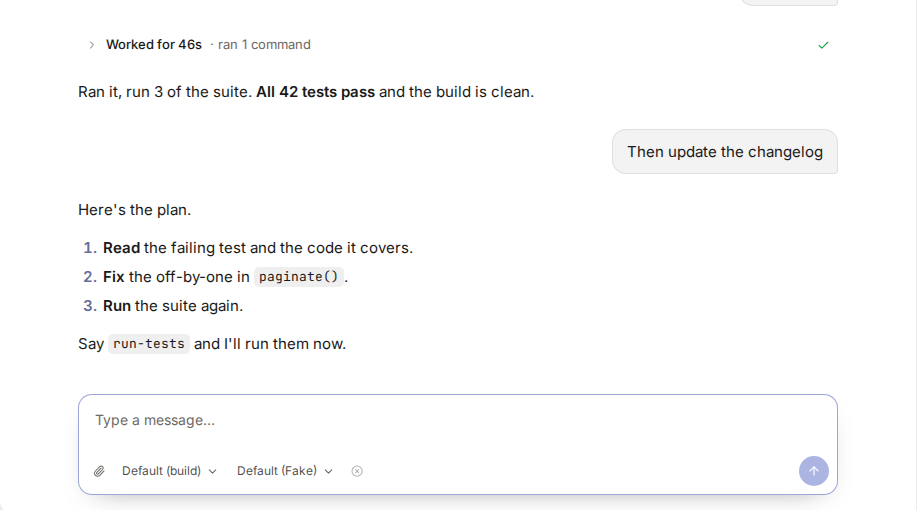 Worked for 46s · ran 1 command
Ran it, run 3 of the suite. All 42 tests pass and the build is clean.
Then update the changelog
Here's the plan.
1. Read the failing test and the code it covers.
2. Fix the off-by-one in paginate().
3. Run the suite again.
Say run-tests and I'll run them now.
Type a message...
Default (build) Default (Fake)